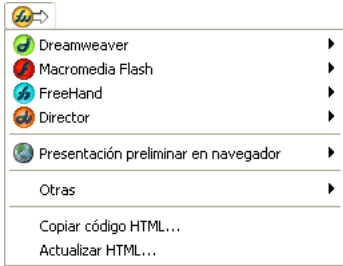 Dreamweaver
Macromedia Flash
FreeHand
Director
Presentación preliminar en navegador
Otras
Copiar código HTML...
Actualizar HTML...